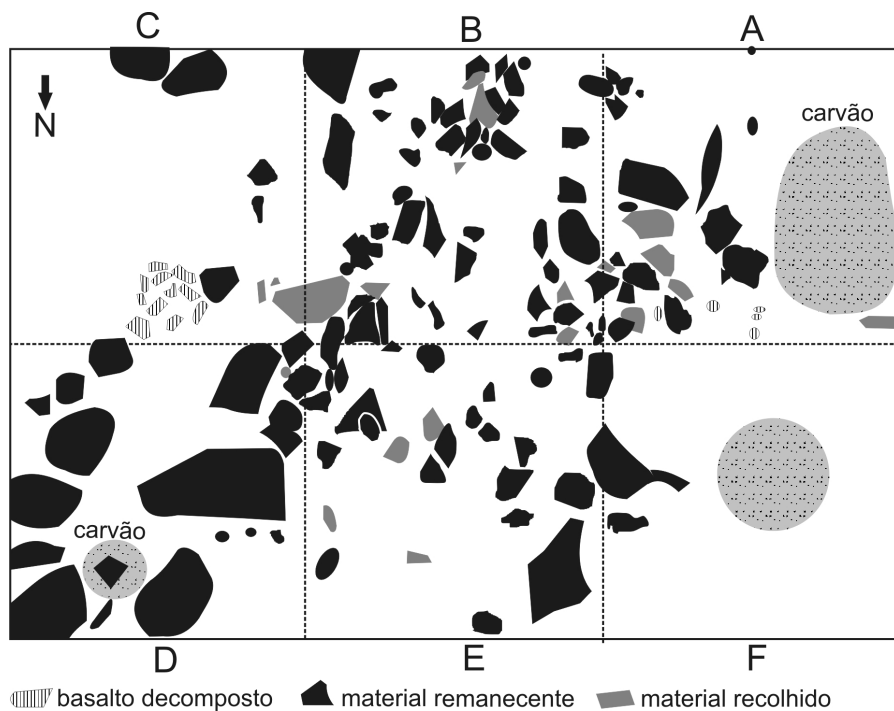 C B A
N
carvão
carvão
D E F
basalto decomposto material remanecente material recolhido